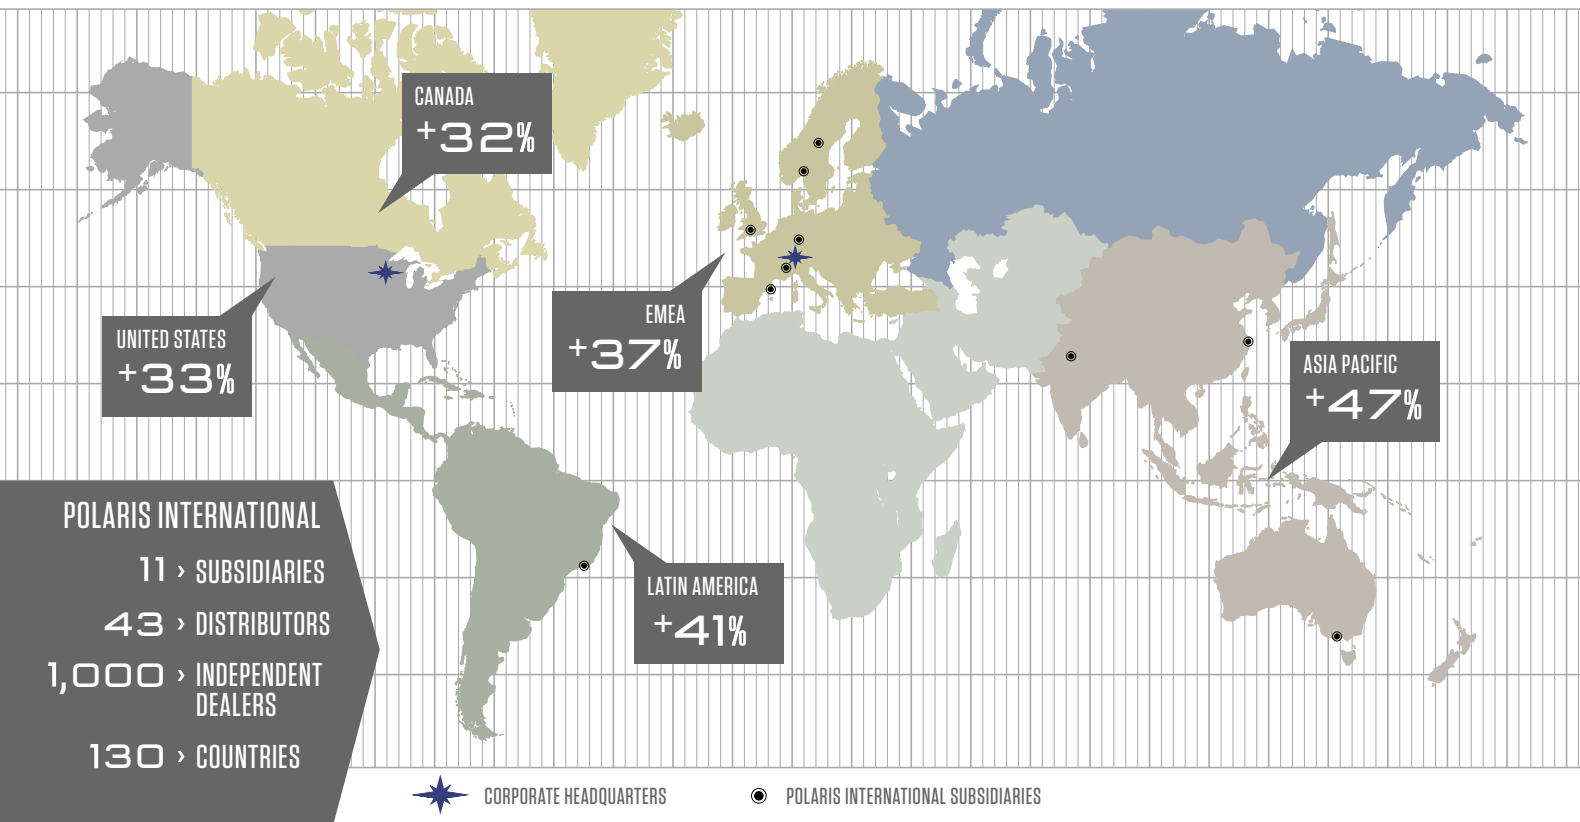 CANADA
+32%
UNITED STATES
+33%
EMEA
+37%
ASIA PACIFIC
+47%
LATIN AMERICA
+41%
POLARIS INTERNATIONAL
11 › SUBSIDIARIES
43 › DISTRIBUTORS
1,000 › INDEPENDENT
DEALERS
130 › COUNTRIES
CORPORATE HEADQUARTERS
POLARIS INTERNATIONAL SUBSIDIARIES